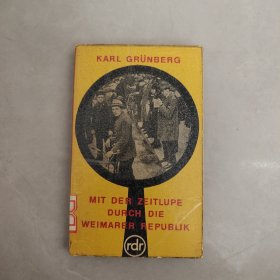 KARL GRÜNBERG
MIT DER ZEITLUPE
DURCH DIE
WEIMARER REPUBLIK
rdr